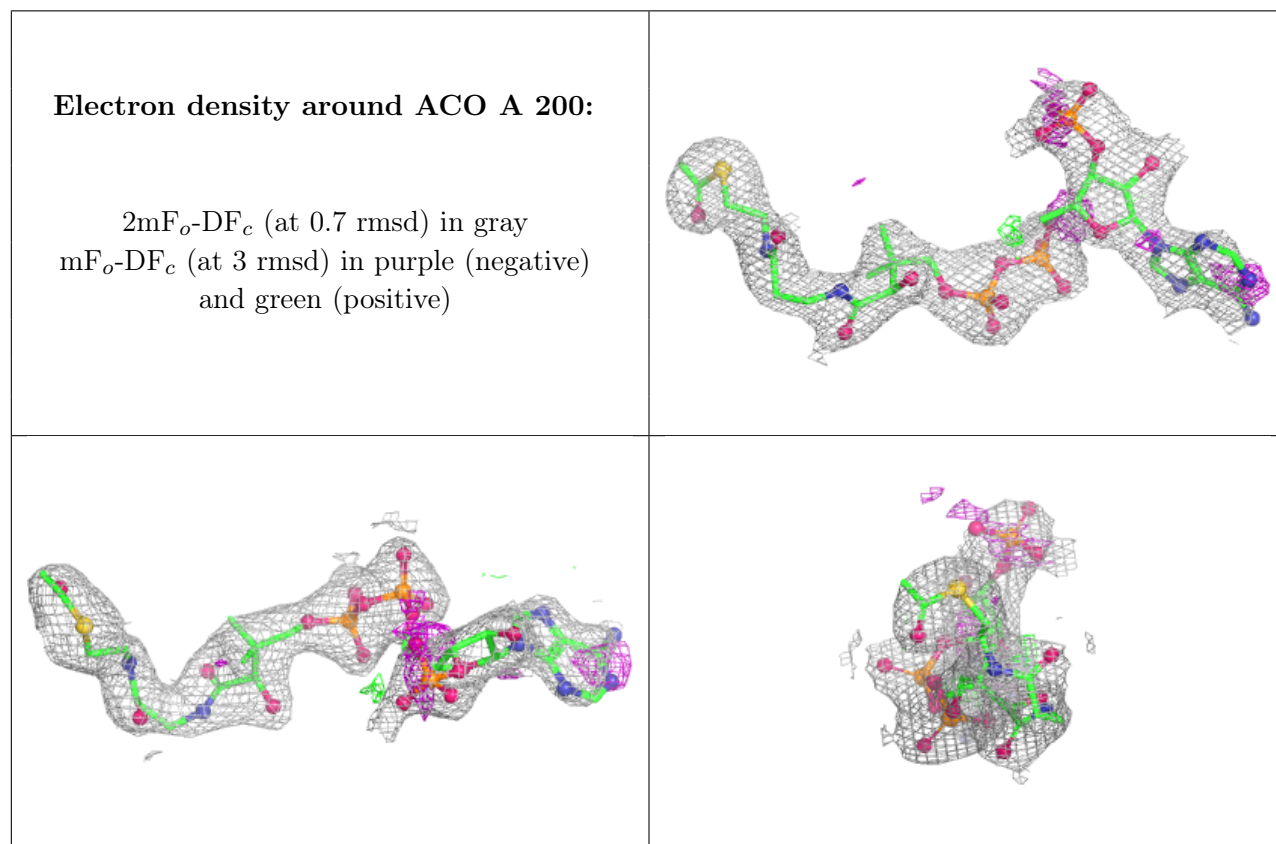 Electron density around ACO A 200:
2mFo-DFc (at 0.7 rmsd) in gray
mFo-DFc (at 3 rmsd) in purple (negative)
and green (positive)